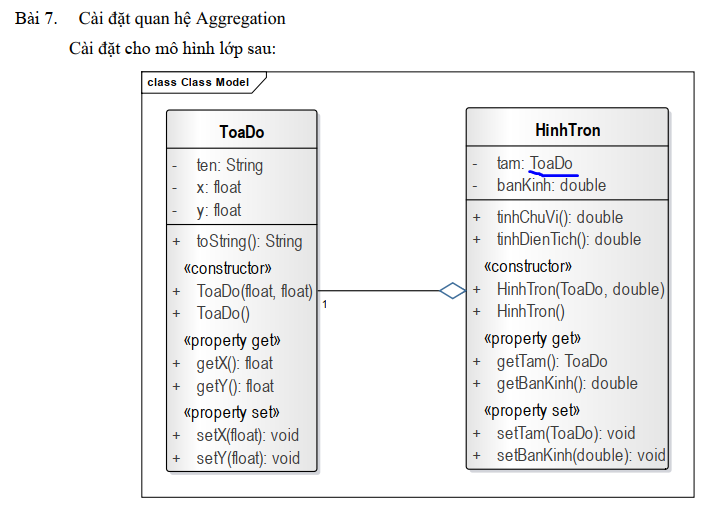 Bài 7. Cài đặt quan hệ Aggregation
Cài đặt cho mô hình lớp sau:
class Class Model
ToaDo
- ten: String
- x: float
- y: float
+ toString(): String
«constructor»
+ ToaDo(float, float)
+ ToaDo()
«property get»
+ getX(): float
+ getY(): float
«property set»
+ setX(float): void
+ setY(float): void
1
HinhTron
- tam: ToaDo
- banKinh: double
+ tinhChuVi(): double
+ tinhDienTich(): double
«constructor»
+ HinhTron(ToaDo, double)
+ HinhTron()
«property get»
+ getTam(): ToaDo
+ getBanKinh(): double
«property set»
+ setTam(ToaDo): void
+ setBanKinh(double): void